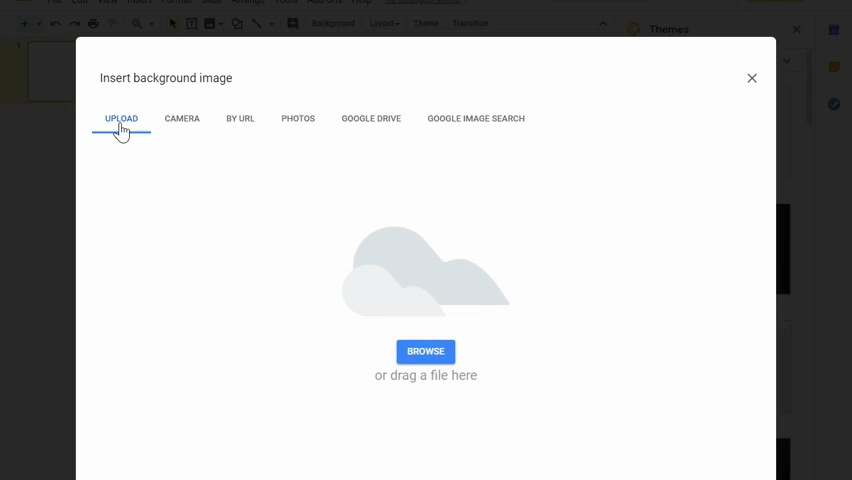 Background Layout Theme Transition
Themes
1
Insert background image
UPLOAD CAMERA BY URL PHOTOS GOOGLE DRIVE GOOGLE IMAGE SEARCH
BROWSE
or drag a file here